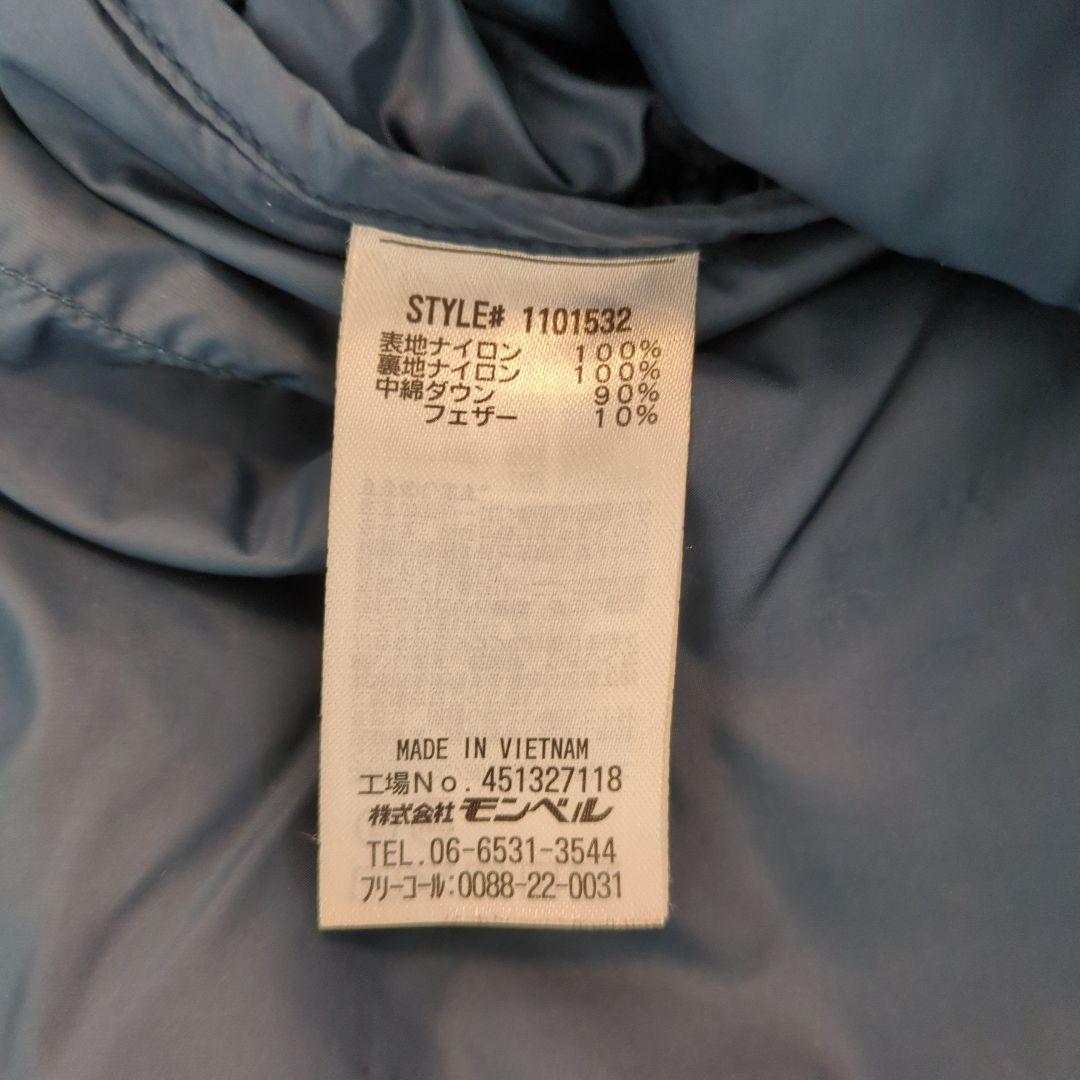 STYLE# 1101532
表地ナイロン 100%
裏地ナイロン 100%
中綿ダウン 90%
フェザー 10%
MADE IN VIETNAM
工場No.451327118
株式会社モンベル
TEL.06-6531-3544
フリーコール:0088-22-0031